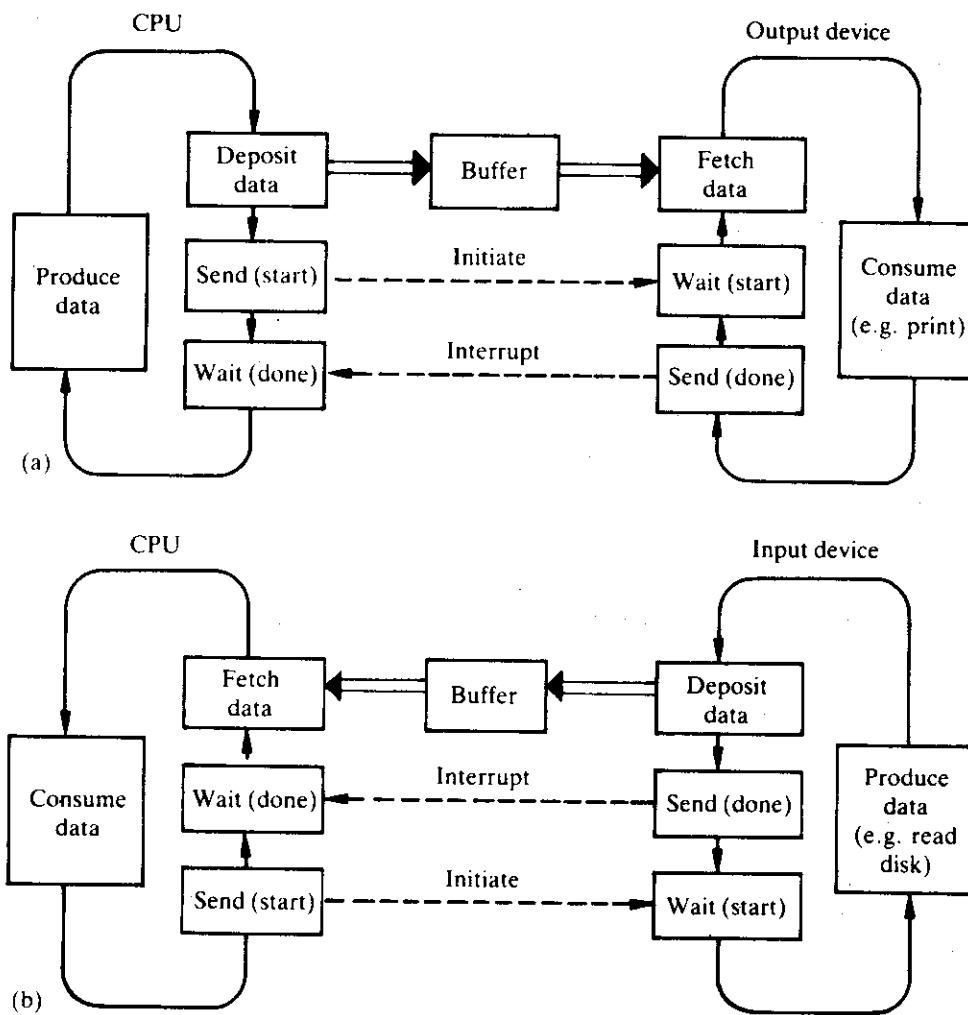 CPU
Output device
Deposit
data
Buffer
Fetch
data
Produce
data
Send (start)
Initiate
Wait (start)
Consume
data
(e.g. print)
Wait (done)
Interrupt
Send (done)
(a)
CPU
Input device
Fetch
data
Buffer
Deposit
data
Consume
data
Wait (done)
Interrupt
Send (done)
Produce
data
(e.g. read
disk)
Send (start)
Initiate
Wait (start)
(b)